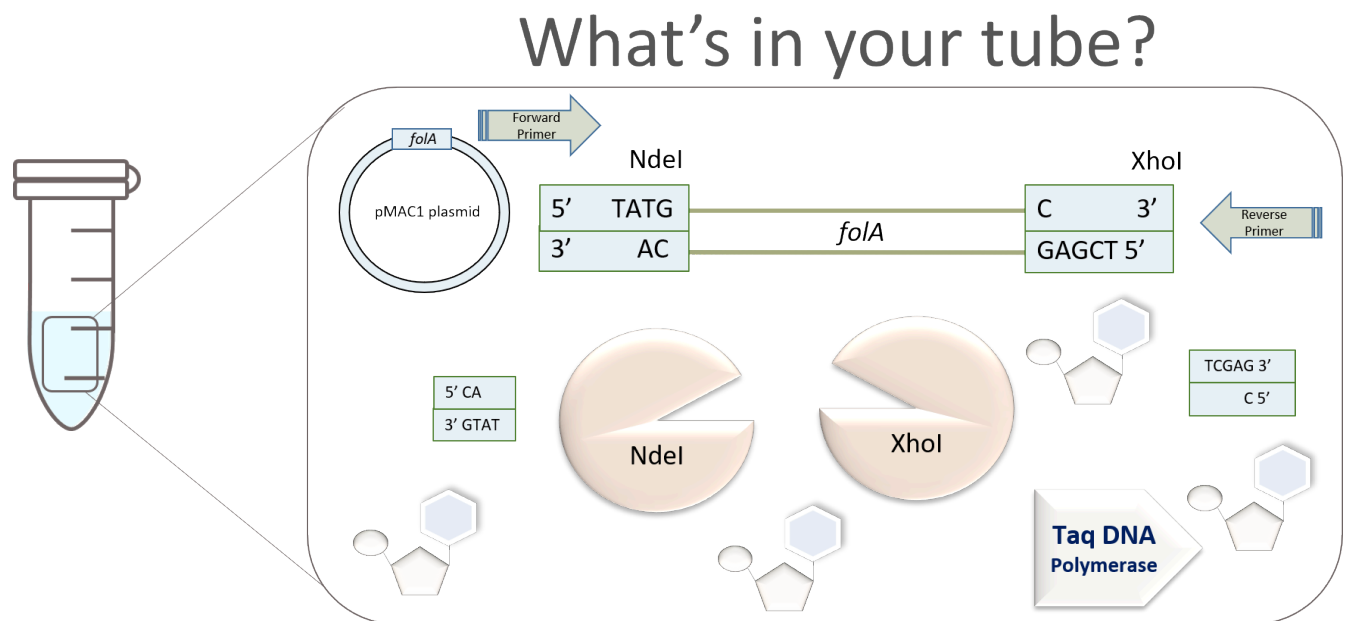 What's in your tube?
folA
pMAC1 plasmid
Forward
Primer
NdeI
XhoI
5’ TATG
3’ AC
folA
C 3’
GAGCT 5’
Reverse
Primer
5’ CA
3’ GTAT
NdeI
XhoI
TCGAG 3’
C 5’
Taq DNA
Polymerase